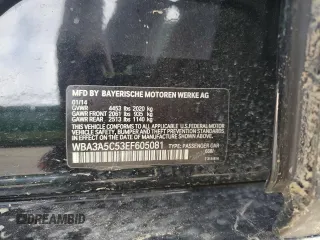 MFD BY BAYERISCHE MOTOREN WERKE AG
01/14
GVWR 4453 lbs 2020 kg
GAWR FRONT 2061 lbs 935 kg
GAWR REAR 2513 lbs 1140 kg
THIS VEHICLE CONFORMS TO ALL APPLICABLE
FEDERAL MOTOR VEHICLE SAFETY, BUMPER,
AND THEFT PREVENTION STANDARDS IN EFFECT ON
THE DATE OF MANUFACTURE SHOWN ABOVE.
WBA3A5C53EF605081 TYPE: PASSENGER CAR
DREAMBID